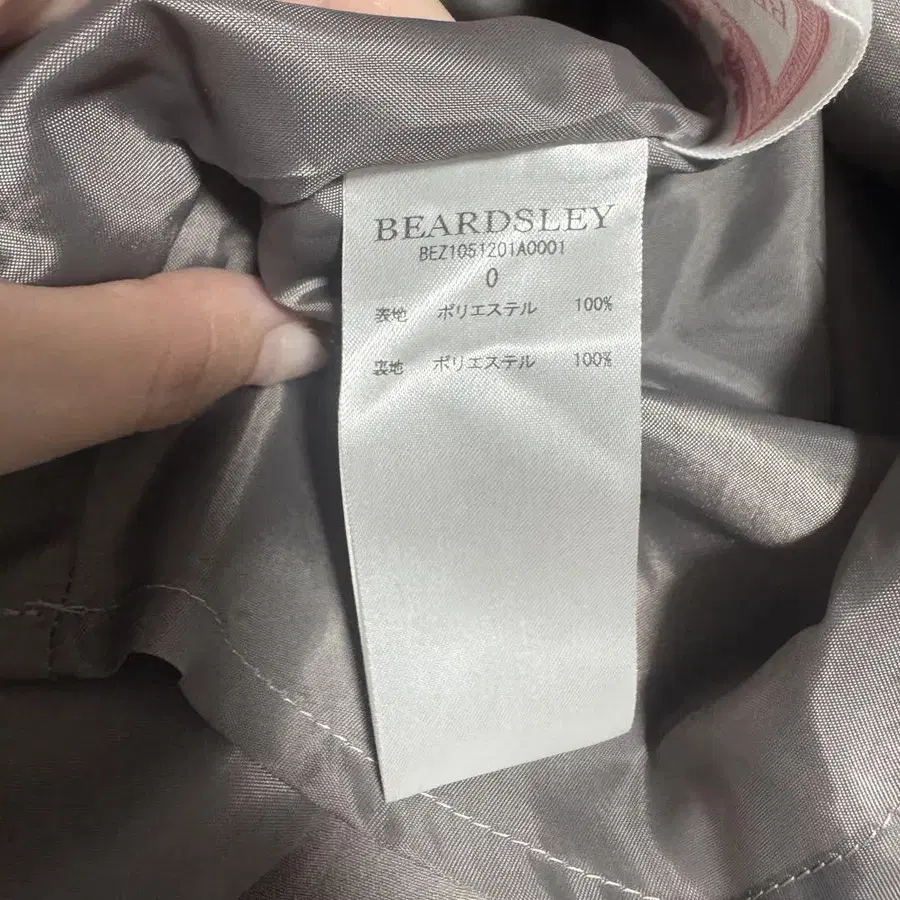 BEARDSLEY
BEZ1051201A0001
0
表地 ポリエステル 100%
裏地 ポリエステル 100%